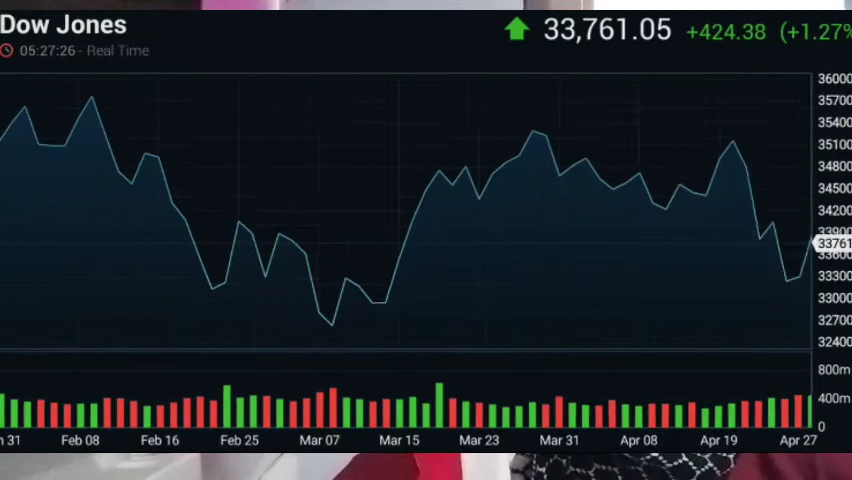 Dow Jones
33,761.05 +424.38 (+1.27%
05:27:26 - Real Time
36000
35700
35400
35100
34800
34500
34200
33900
33761
33600
33300
33000
32700
32400
800m
400m
0
n 31 Feb 08 Feb 16 Feb 25 Mar 07 Mar 15 Mar 23 Mar 31 Apr 08 Apr 19 Apr 27